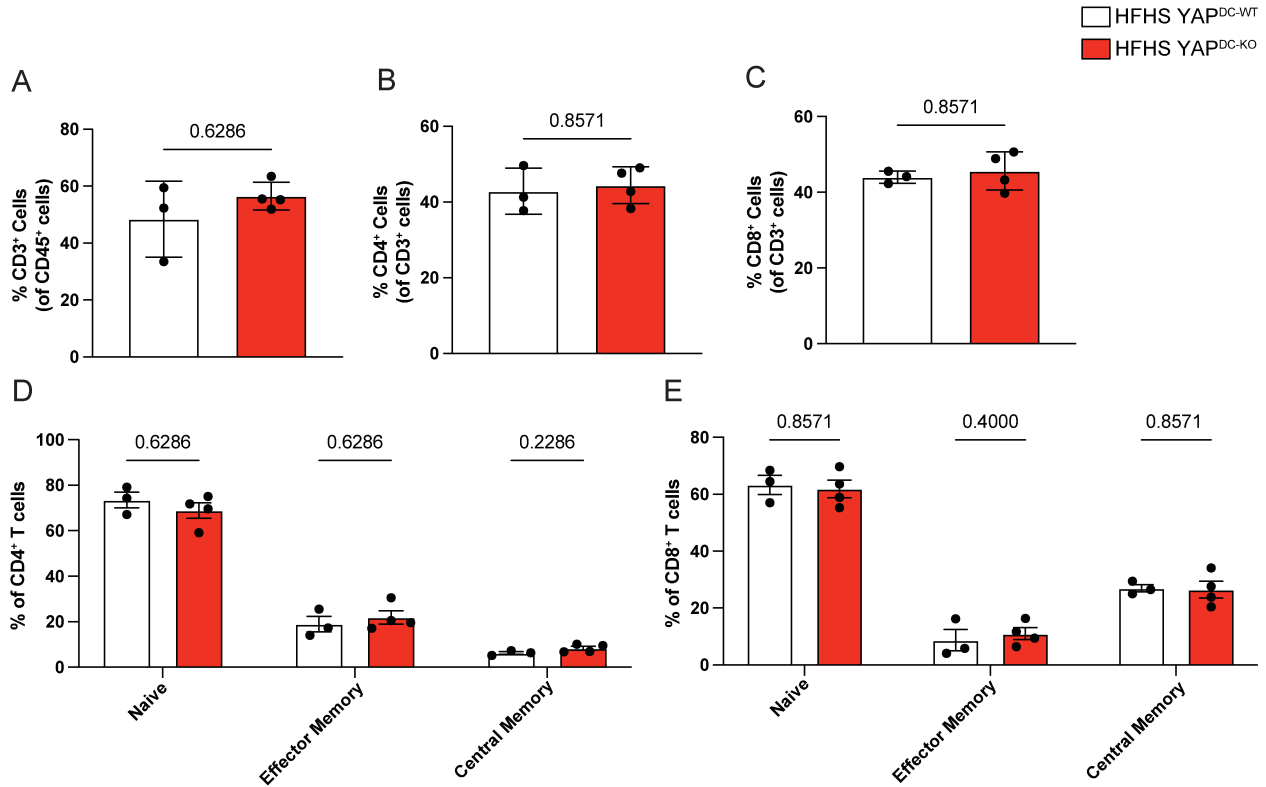 HFHS YAP^DC-WT
HFHS YAP^DC-KO
A
% CD3⁺ Cells
(of CD45⁺ cells)
80
60
40
20
0
0.6286
B
% CD4⁺ Cells
(of CD3⁺ cells)
60
40
20
0
0.8571
C
% CD8⁺ Cells
(of CD3⁺ cells)
60
40
20
0
0.8571
D
% of CD4⁺ T cells
100
80
60
40
20
0
0.6286
0.6286
0.2286
Naive
Effector Memory
Central Memory
E
% of CD8⁺ T cells
80
60
40
20
0
0.8571
0.4000
0.8571
Naive
Effector Memory
Central Memory